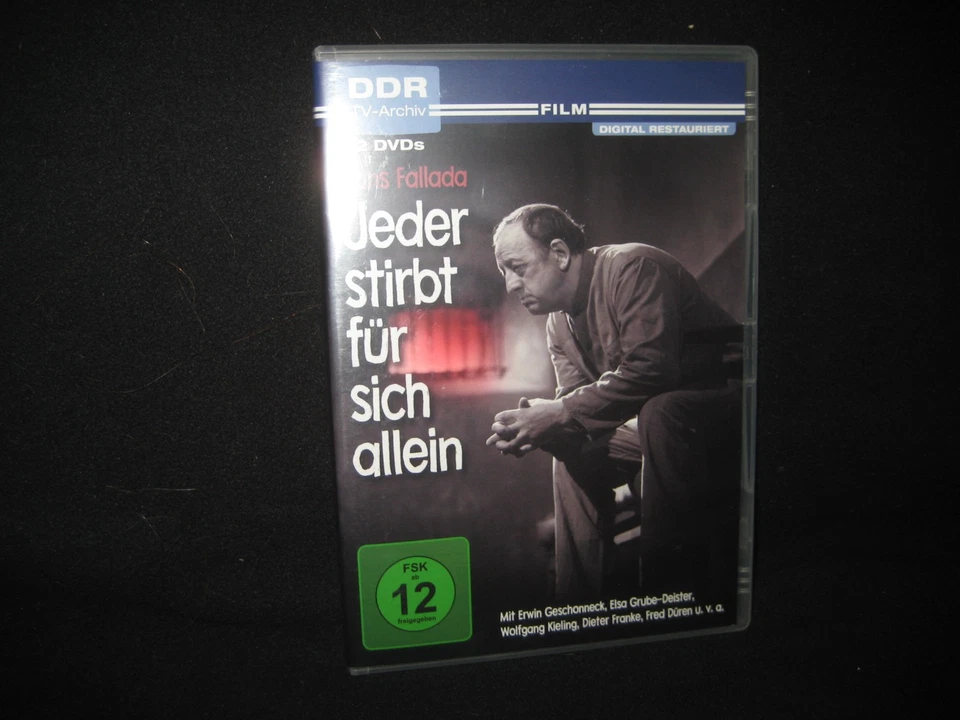 DDR
TV-Archiv
FILM
DIGITAL RESTAURIERT
2 DVDs
Fallada
Jeder
stirbt
für
sich
allein
FSK
ab
12
freigegeben
Mit Erwin Geschonneck, Elsa Grube-Deister,
Wolfgang Kieling, Dieter Franke, Fred Düren u. v. a.